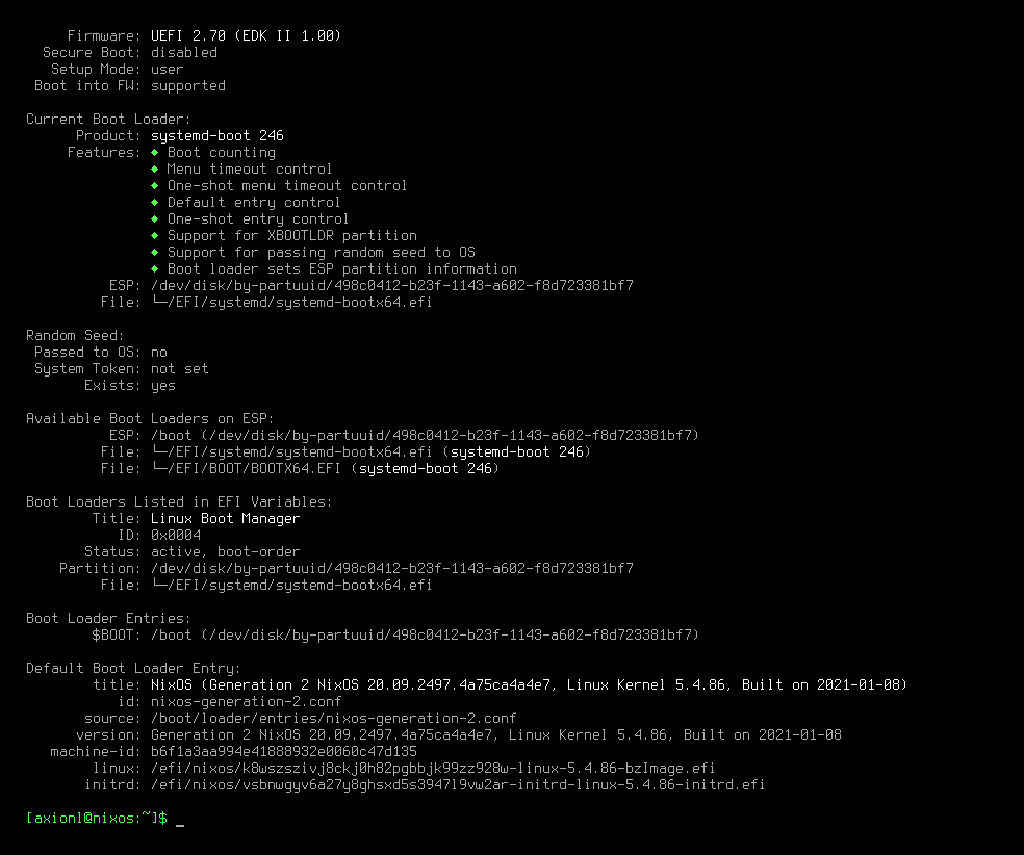 Firmware: UEFI 2.70 (EDK II 1.00)
Secure Boot: disabled
Setup Mode: user
Boot into FW: supported
Current Boot Loader:
Product: systemd-boot 246
Features: ◆ Boot counting
◆ Menu timeout control
◆ One-shot menu timeout control
◆ Default entry control
◆ One-shot entry control
◆ Support for XBOOTLDR partition
◆ Support for passing random seed to OS
◆ Boot loader sets ESP partition information
ESP: /dev/disk/by-partuuid/498c0412-b23f-1143-a602-f8d723381bf7
File: └─/EFI/systemd/systemd-bootx64.efi
Random Seed:
Passed to OS: no
System Token: not set
Exists: yes
Available Boot Loaders on ESP:
ESP: /boot (/dev/disk/by-partuuid/498c0412-b23f-1143-a602-f8d723381bf7)
File: └─/EFI/systemd/systemd-bootx64.efi (systemd-boot 246)
File: └─/EFI/BOOT/BOOTX64.EFI (systemd-boot 246)
Boot Loaders Listed in EFI Variables:
Title: Linux Boot Manager
ID: 0x0004
Status: active, boot-order
Partition: /dev/disk/by-partuuid/498c0412-b23f-1143-a602-f8d723381bf7
File: └─/EFI/systemd/systemd-bootx64.efi
Boot Loader Entries:
$BOOT: /boot (/dev/disk/by-partuuid/498c0412-b23f-1143-a602-f8d723381bf7)
Default Boot Loader Entry:
title: NixOS (Generation 2 NixOS 20.09.2497.4a75ca4a4e7, Linux Kernel 5.4.86, Built on 2021-01-08)
id: nixos-generation-2.conf
source: /boot/loader/entries/nixos-generation-2.conf
version: Generation 2 NixOS 20.09.2497.4a75ca4a4e7, Linux Kernel 5.4.86, Built on 2021-01-08
machine-id: b6f1a3aa994e41888932e0060c47d135
linux: /efi/nixos/k8wszszivj8ckj0h82pgbbjk99zz928w-linux-5.4.86-bzImage.efi
initrd: /efi/nixos/vsbnwgyv6a27y8ghsxd5s3947l9vw2ar-initrd-linux-5.4.86-initrd.efi
[axionl@nixos:~]$ _